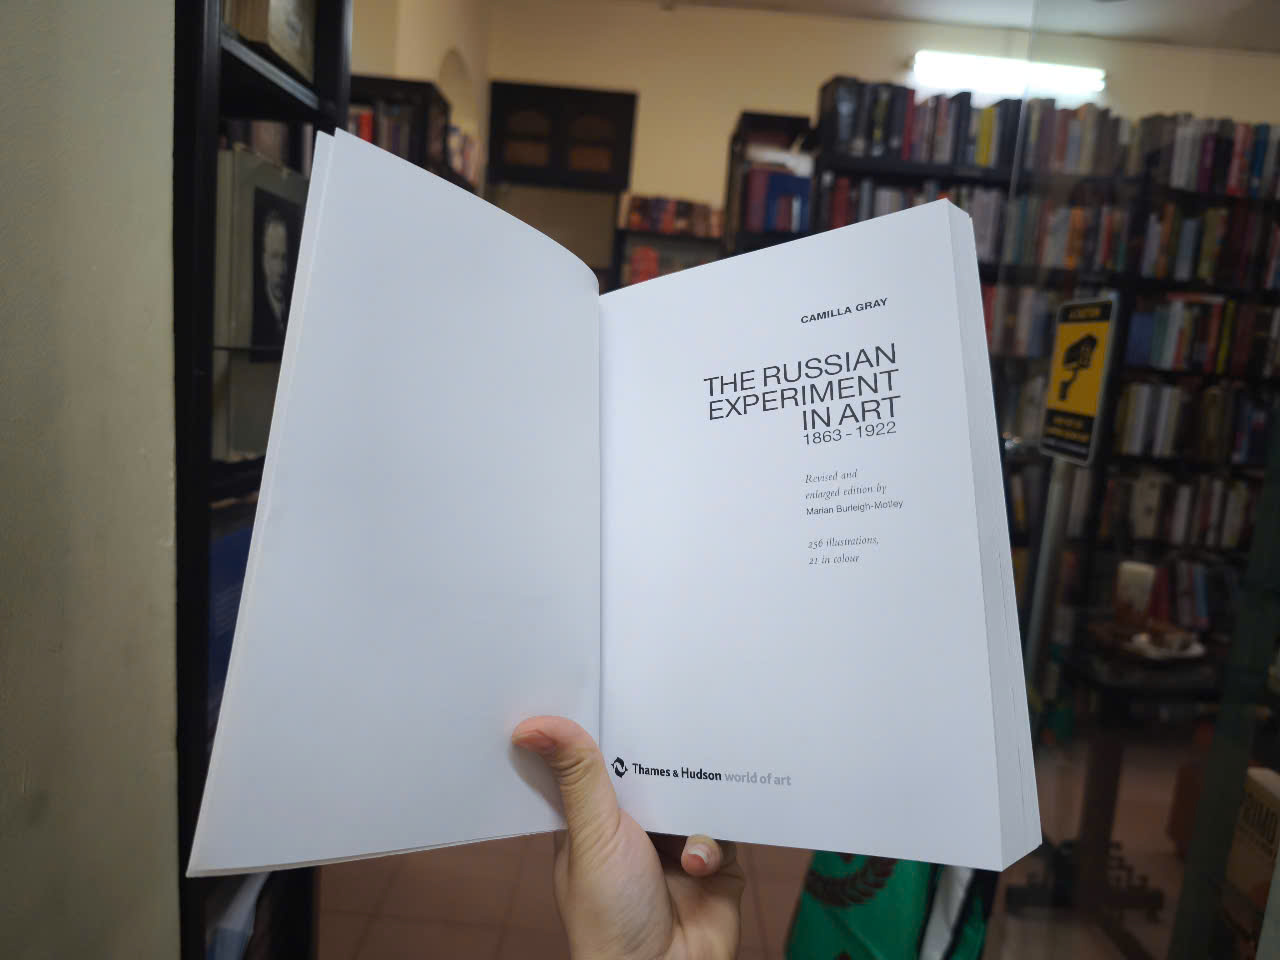 CAMILLA GRAY
THE RUSSIAN
EXPERIMENT
IN ART
1863 – 1922
Revised and
enlarged edition by
Marian Burleigh-Motley
256 illustrations,
21 in colour
Thames & Hudson world of art